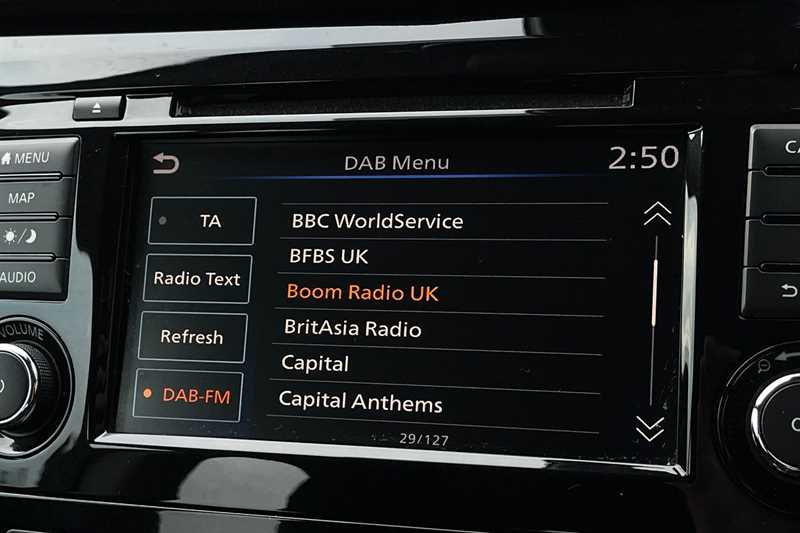 DAB Menu
2:50
MENU
MAP
AUDIO
VOLUME
TA
Radio Text
Refresh
DAB-FM
BBC WorldService
BFBS UK
Boom Radio UK
BritAsia Radio
Capital
Capital Anthems
29/127